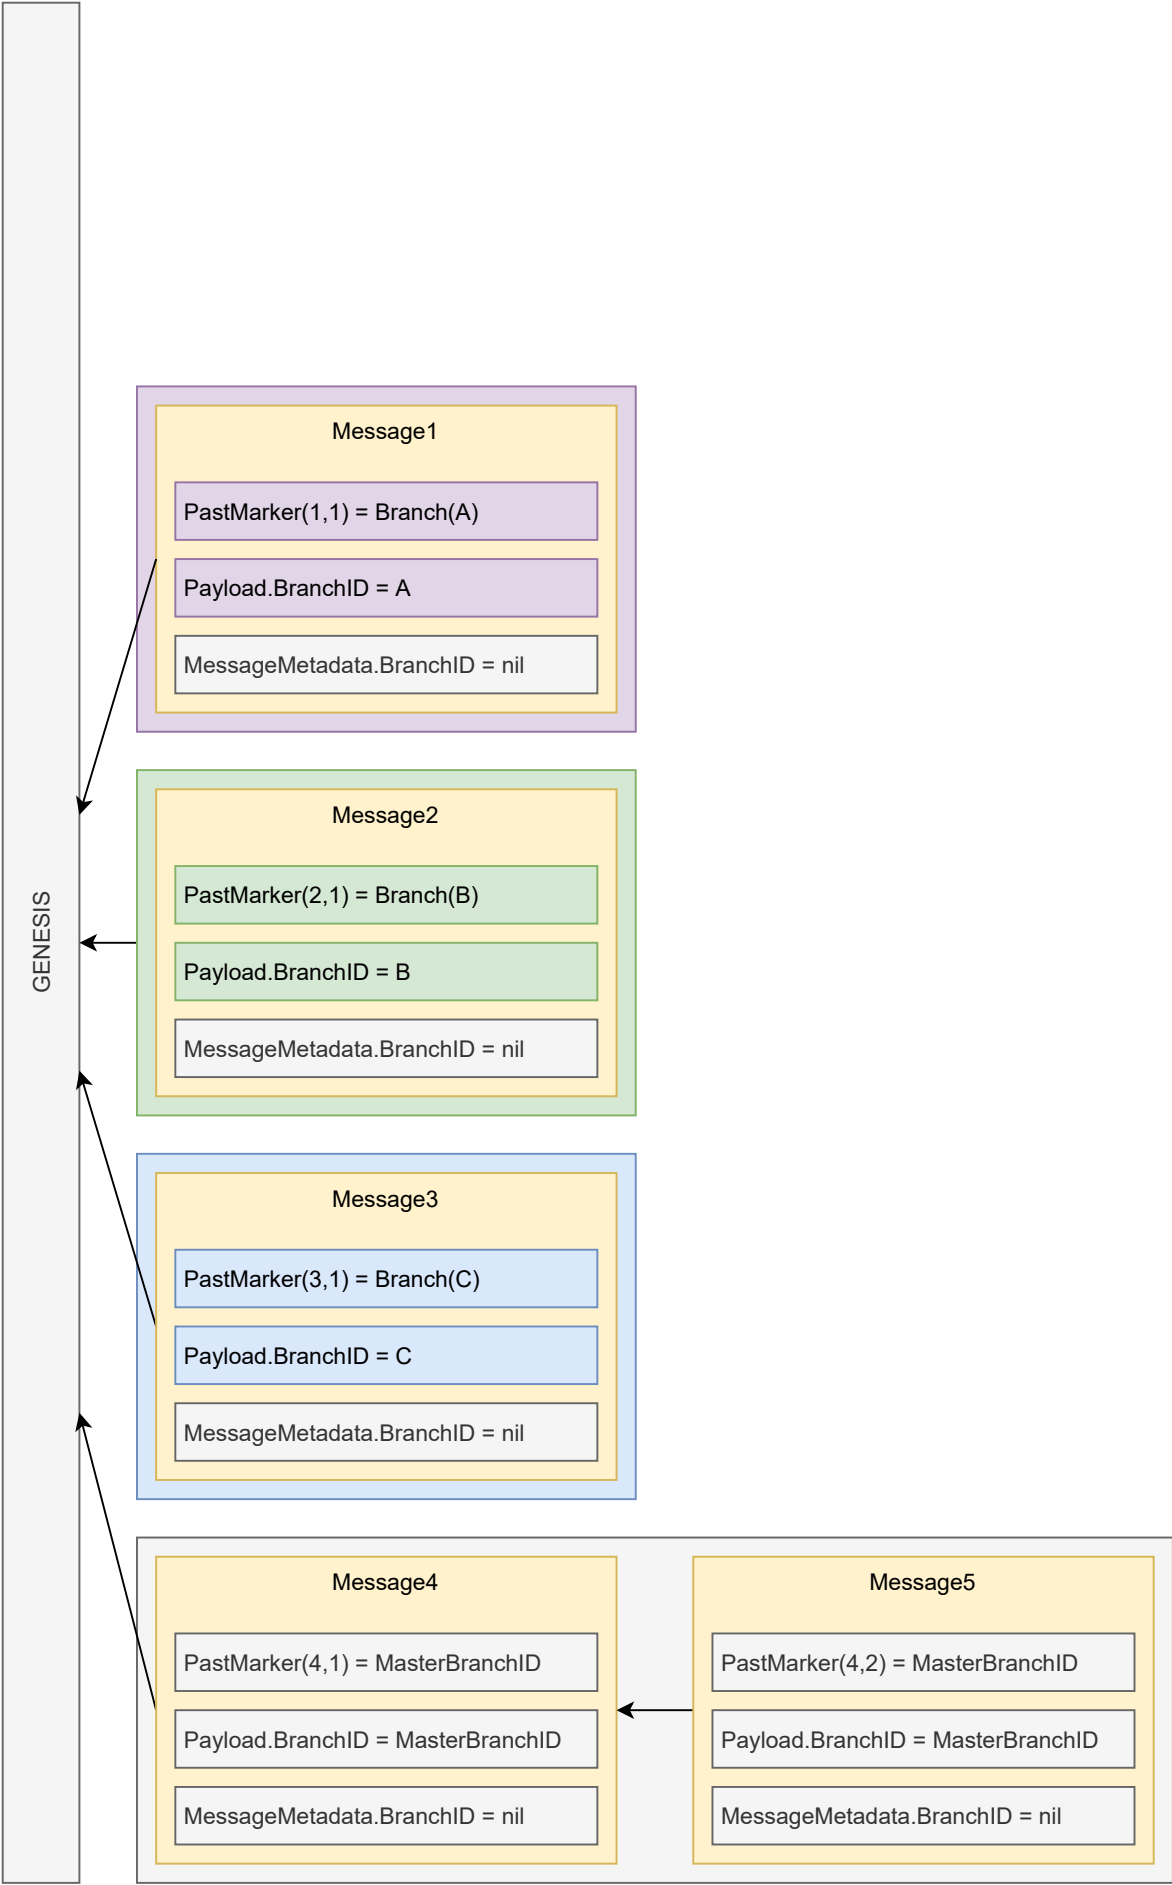 GENESIS
Message1
PastMarker(1,1) = Branch(A)
Payload.BranchID = A
MessageMetadata.BranchID = nil
Message2
PastMarker(2,1) = Branch(B)
Payload.BranchID = B
MessageMetadata.BranchID = nil
Message3
PastMarker(3,1) = Branch(C)
Payload.BranchID = C
MessageMetadata.BranchID = nil
Message4
PastMarker(4,1) = MasterBranchID
Payload.BranchID = MasterBranchID
MessageMetadata.BranchID = nil
Message5
PastMarker(4,2) = MasterBranchID
Payload.BranchID = MasterBranchID
MessageMetadata.BranchID = nil